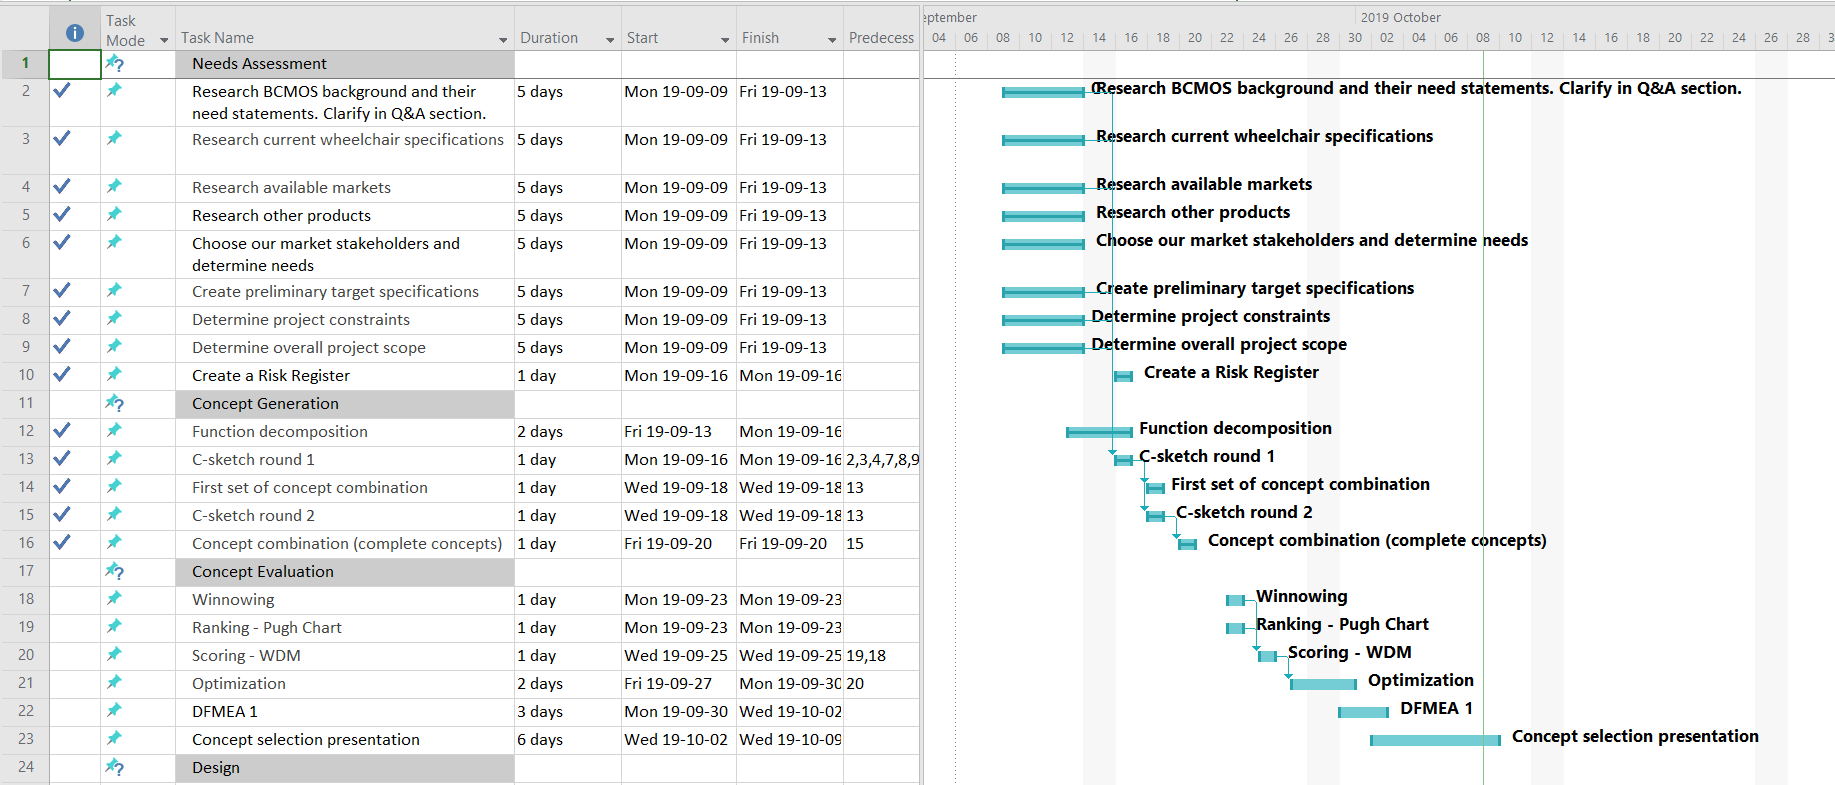 eptember
2019 October
Task Mode
Task Name
Duration
Start
Finish
Predecess
04 06 08 10 12 14 16 18 20 22 24 26 28 30 02 04 06 08 10 12 14 16 18 20 22 24 26 28 3
1 Needs Assessment
2 Research BCMOS background and their 5 days Mon 19-09-09 Fri 19-09-13 Research BCMOS background and their need statements. Clarify in Q&A section.
need statements. Clarify in Q&A section.
3 Research current wheelchair specifications 5 days Mon 19-09-09 Fri 19-09-13 Research current wheelchair specifications
4 Research available markets 5 days Mon 19-09-09 Fri 19-09-13 Research available markets
5 Research other products 5 days Mon 19-09-09 Fri 19-09-13 Research other products
6 Choose our market stakeholders and 5 days Mon 19-09-09 Fri 19-09-13 Choose our market stakeholders and determine needs
determine needs
7 Create preliminary target specifications 5 days Mon 19-09-09 Fri 19-09-13 Create preliminary target specifications
8 Determine project constraints 5 days Mon 19-09-09 Fri 19-09-13 Determine project constraints
9 Determine overall project scope 5 days Mon 19-09-09 Fri 19-09-13 Determine overall project scope
10 Create a Risk Register 1 day Mon 19-09-16 Mon 19-09-16 Create a Risk Register
11 Concept Generation
12 Function decomposition 2 days Fri 19-09-13 Mon 19-09-16 Function decomposition
13 C-sketch round 1 1 day Mon 19-09-16 Mon 19-09-16 2,3,4,7,8,9 C-sketch round 1
14 First set of concept combination 1 day Wed 19-09-18 Wed 19-09-18 13 First set of concept combination
15 C-sketch round 2 1 day Wed 19-09-18 Wed 19-09-18 13 C-sketch round 2
16 Concept combination (complete concepts) 1 day Fri 19-09-20 Fri 19-09-20 15 Concept combination (complete concepts)
17 Concept Evaluation
18 Winnowing 1 day Mon 19-09-23 Mon 19-09-23 Winnowing
19 Ranking - Pugh Chart 1 day Mon 19-09-23 Mon 19-09-23 Ranking - Pugh Chart
20 Scoring - WDM 1 day Wed 19-09-25 Wed 19-09-25 19,18 Scoring - WDM
21 Optimization 2 days Fri 19-09-27 Mon 19-09-30 20 Optimization
22 DFMEA 1 3 days Mon 19-09-30 Wed 19-10-02 DFMEA 1
23 Concept selection presentation 6 days Wed 19-10-02 Wed 19-10-09 Concept selection presentation
24 Design